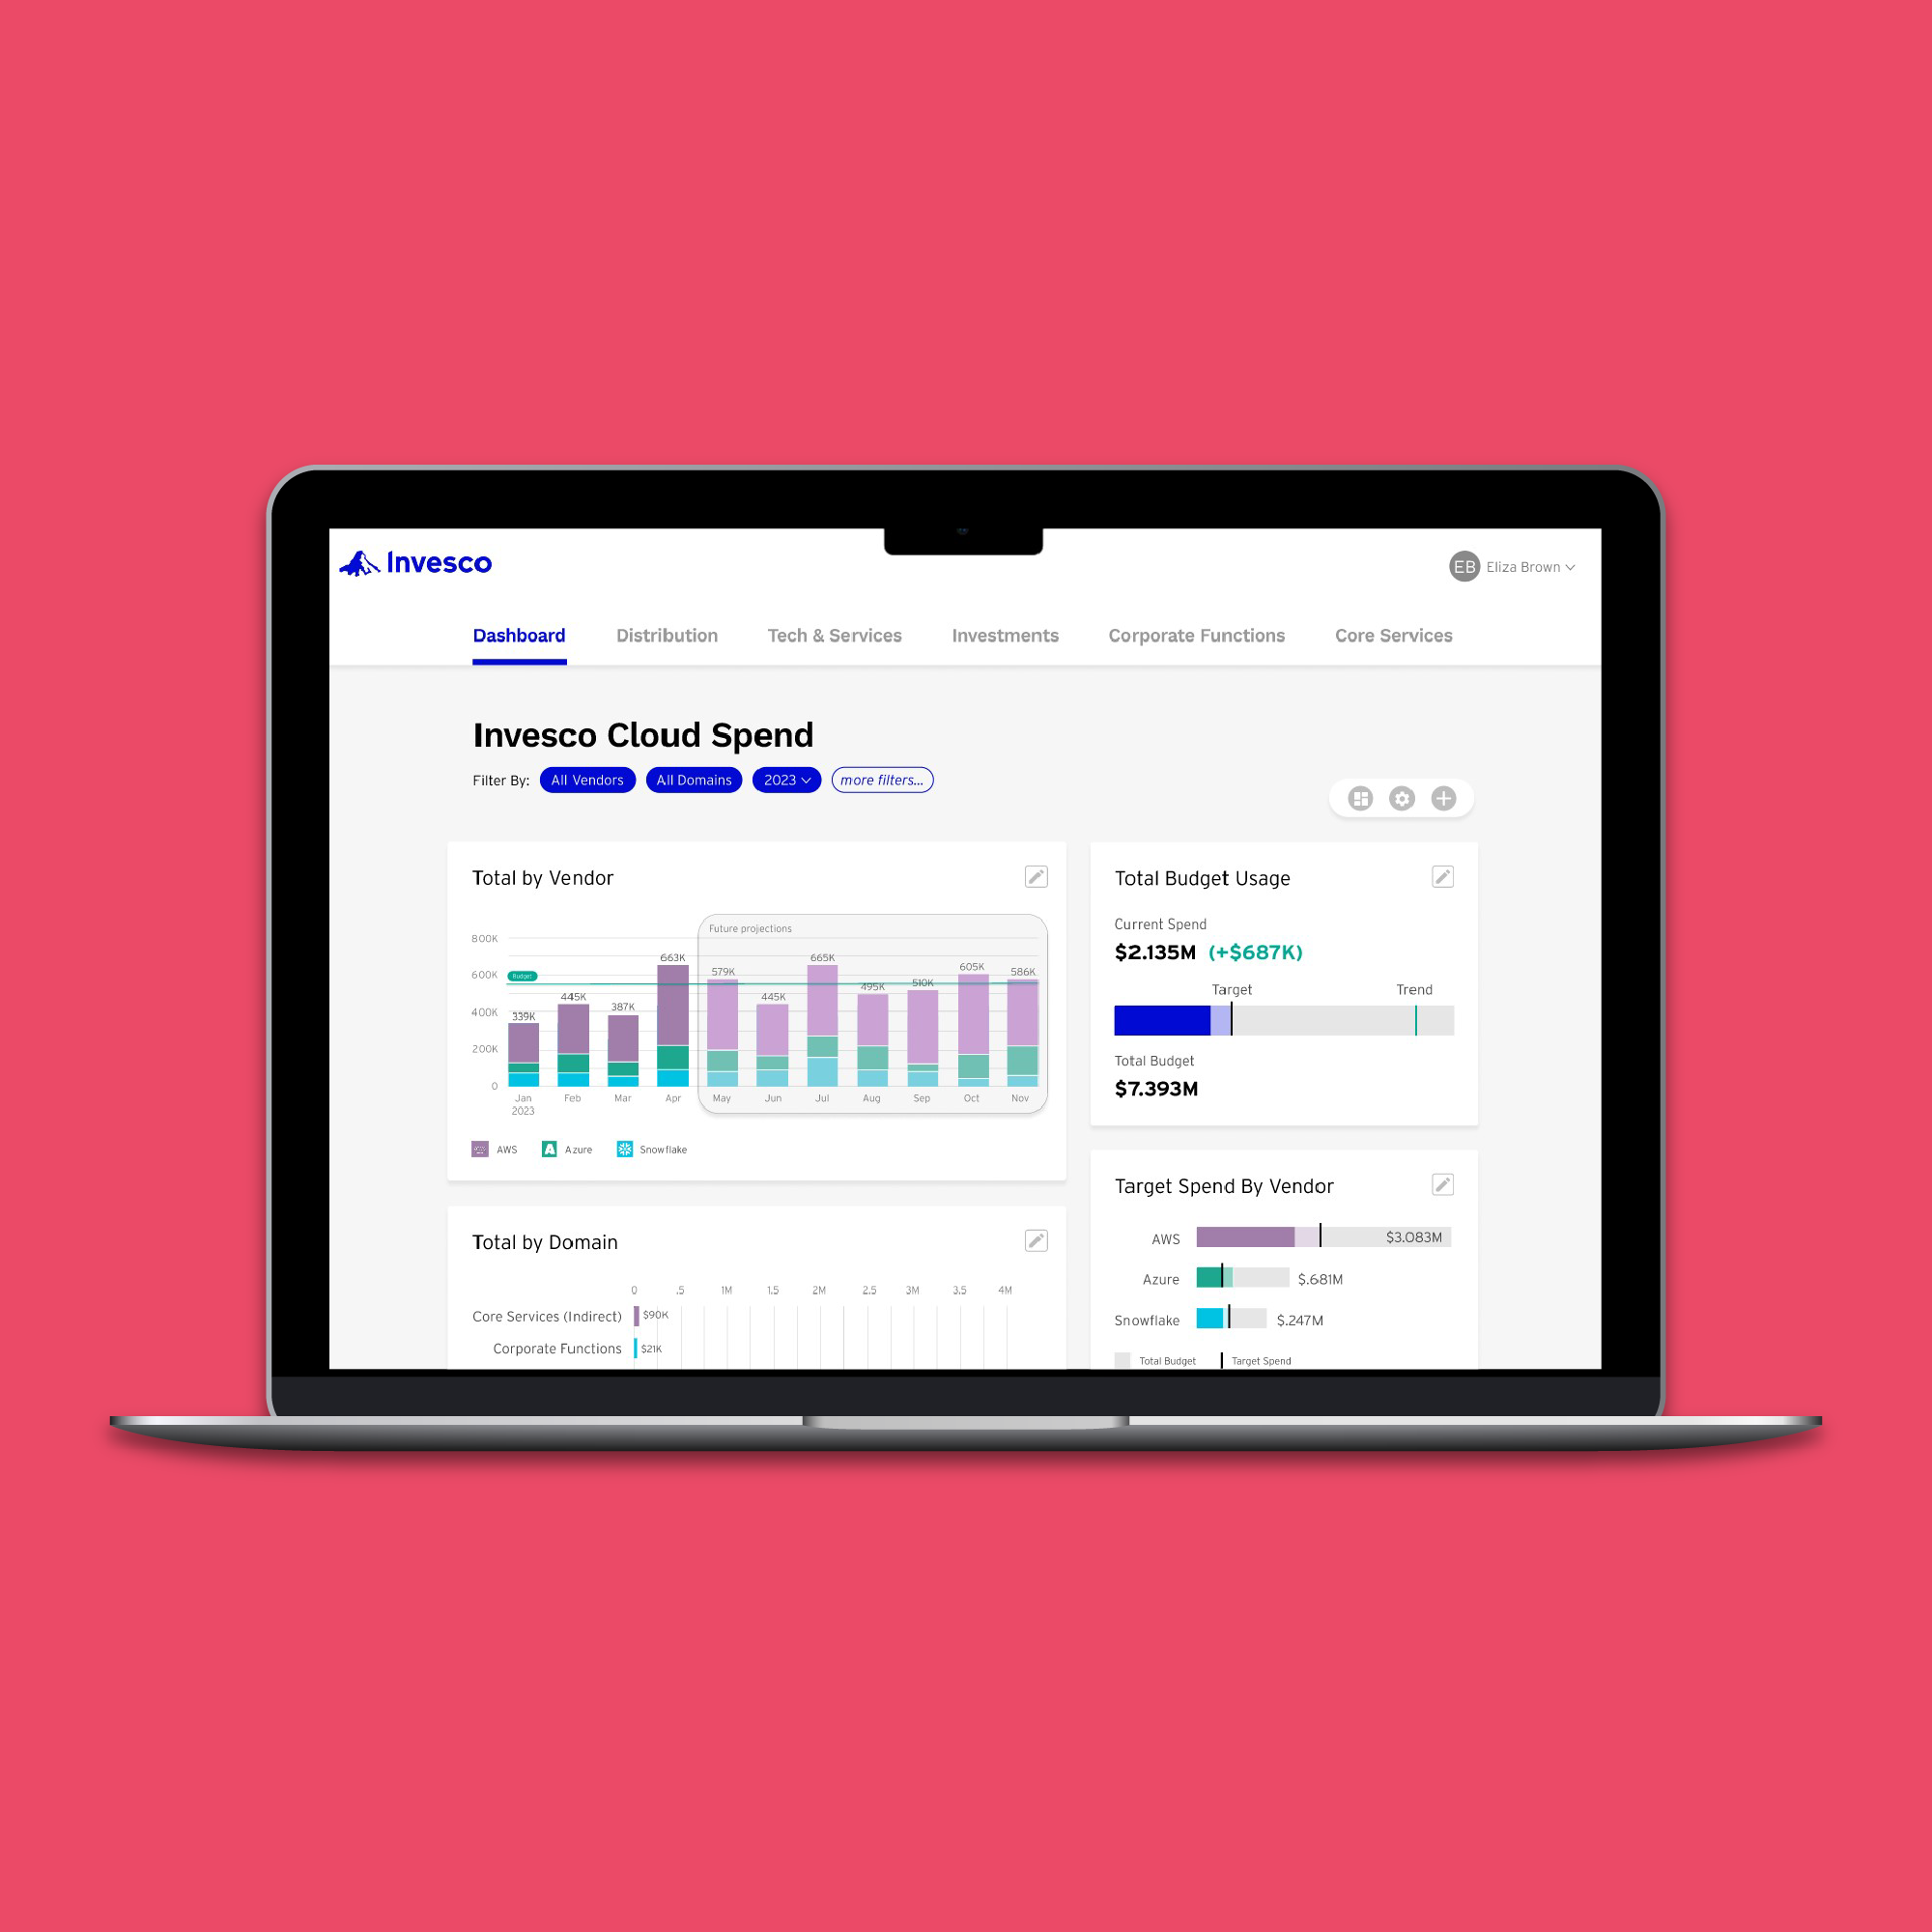 Invesco
EB Eliza Brown
Dashboard Distribution Tech & Services Investments Corporate Functions Core Services
Invesco Cloud Spend
Filter By: All Vendors All Domains 2023 more filters...
Total by Vendor
Future projections
800K
600K
400K
200K
0
Budget
339K 445K 387K 663K 579K 445K 665K 495K 510K 605K 586K
Jan Feb Mar Apr May Jun Jul Aug Sep Oct Nov
2023
AWS Azure Snowflake
Total Budget Usage
Current Spend
$2.135M (+$687K)
Target Trend
Total Budget
$7.393M
Total by Domain
0 .5 1M 1.5 2M 2.5 3M 3.5 4M
Core Services (Indirect) $90K
Corporate Functions $21K
Target Spend By Vendor
AWS $3.083M
Azure $.681M
Snowflake $.247M
Total Budget Target Spend